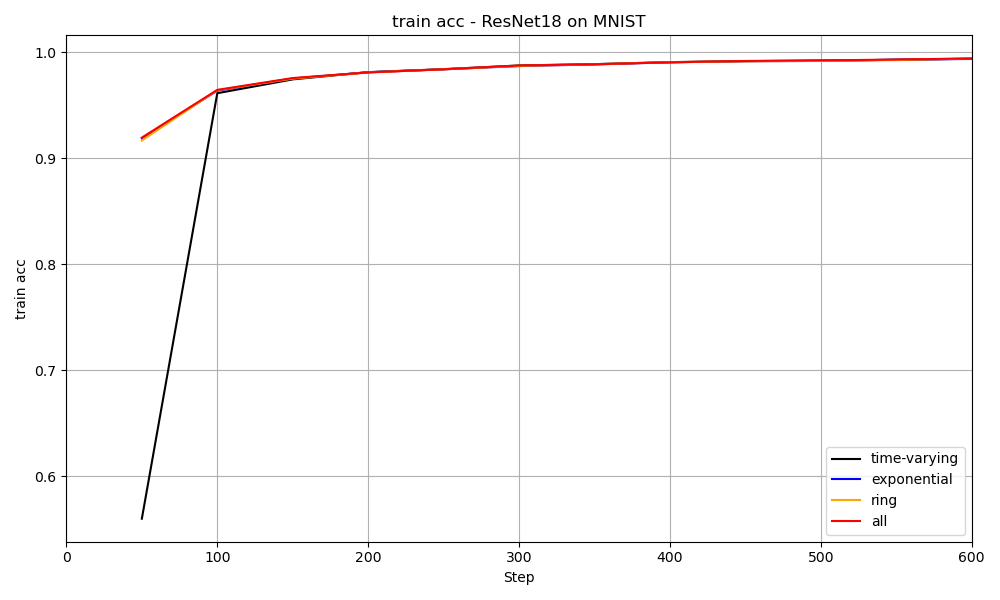 train acc - ResNet18 on MNIST
1.0
0.9
0.8
0.7
0.6
train acc
0 100 200 300 400 500 600
Step
time-varying
exponential
ring
all